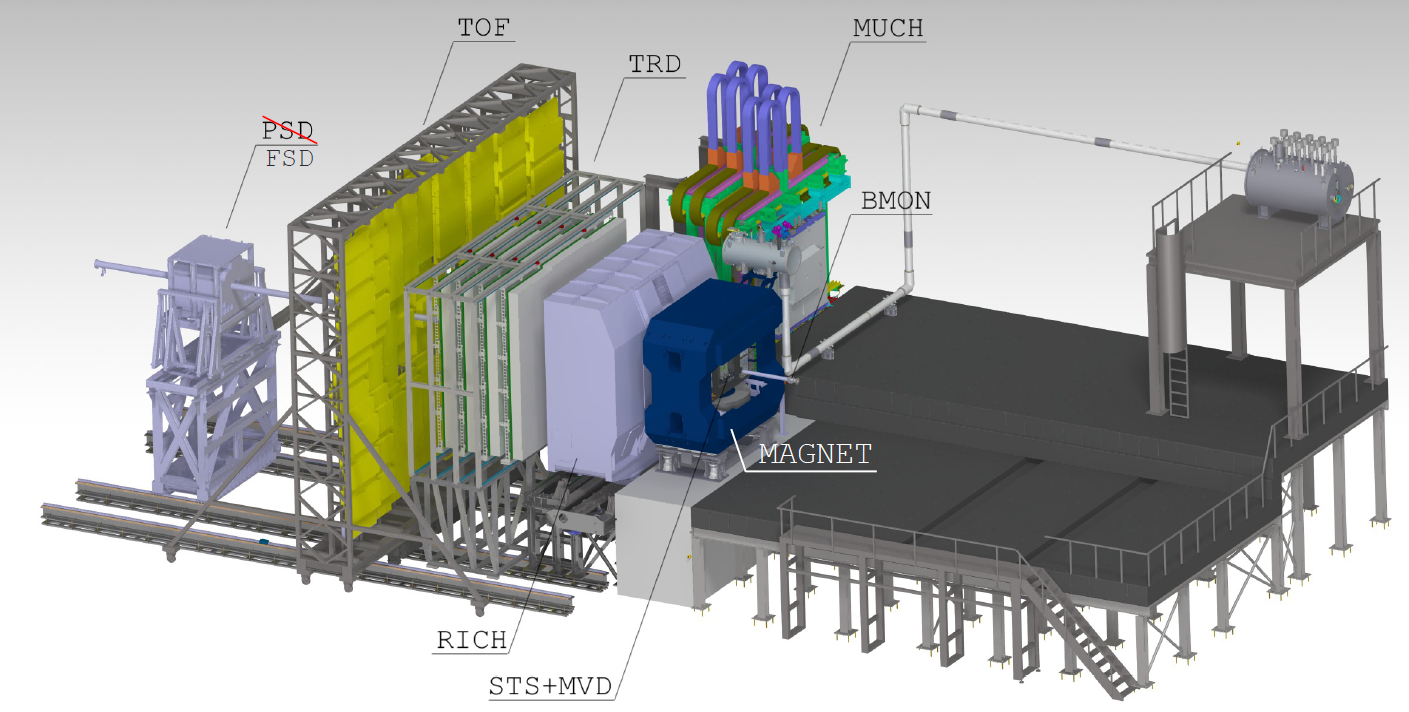 TOF
MUCH
TRD
PSD
FSD
BMON
MAGNET
RICH
STS+MVD